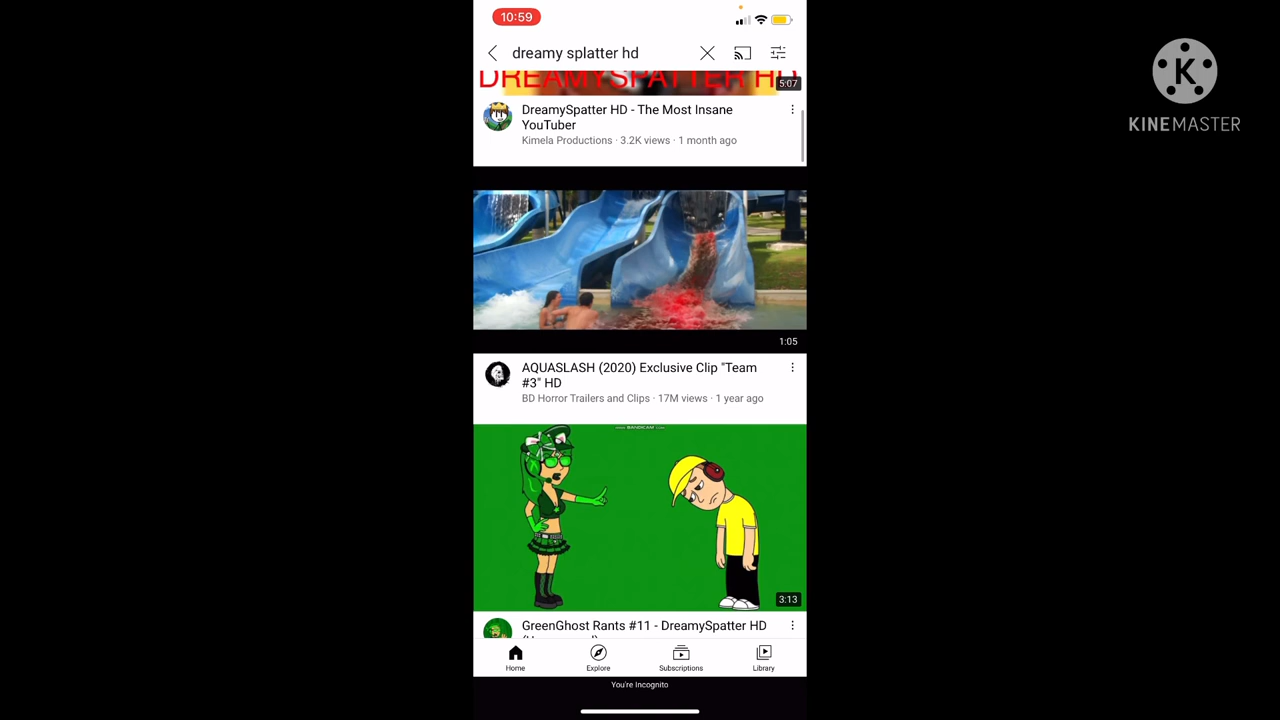 10:59
dreamy splatter hd
DREAMYSPATTER HD
5:07
DreamySpatter HD - The Most Insane
YouTuber
Kimela Productions · 3.2K views · 1 month ago
1:05
AQUASLASH (2020) Exclusive Clip "Team
#3" HD
BD Horror Trailers and Clips · 17M views · 1 year ago
BANDICAM
3:13
GreenGhost Rants #11 - DreamySpatter HD
Home
Explore
Subscriptions
Library
You're Incognito
K
KINEMASTER